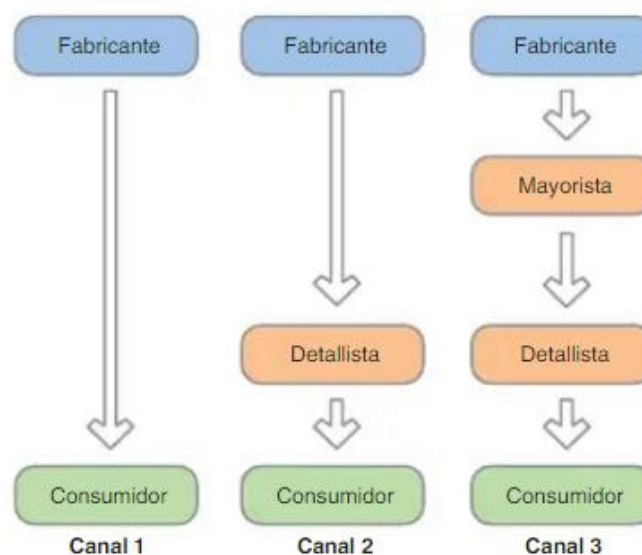 Fabricante Fabricante Fabricante
Mayorista
Detallista Detallista
Consumidor Consumidor Consumidor
Canal 1 Canal 2 Canal 3